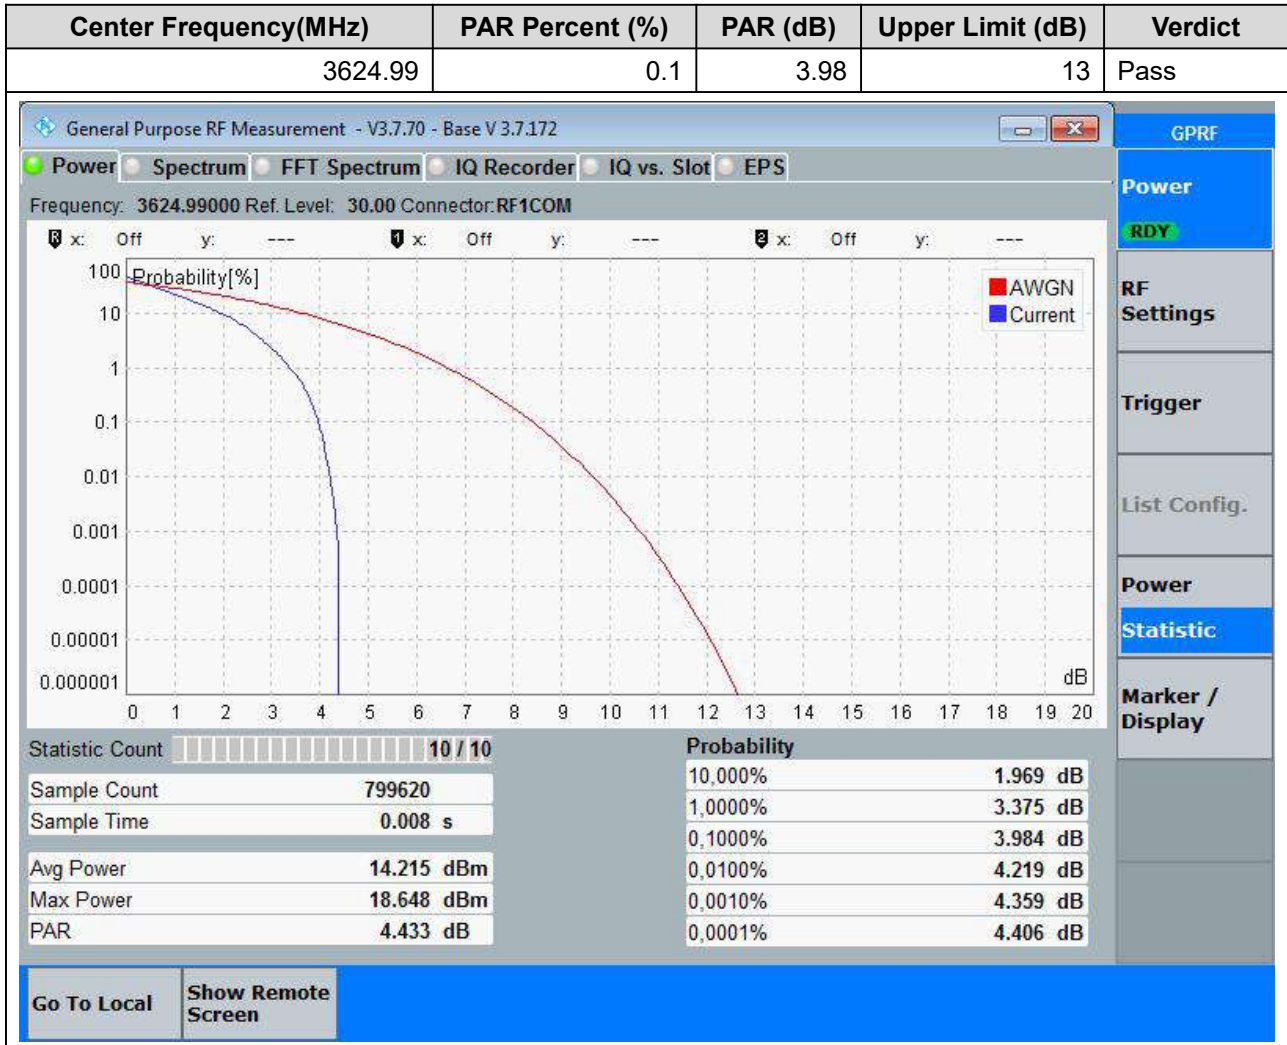 Center Frequency(MHz) PAR Percent (%) PAR (dB) Upper Limit (dB) Verdict
3624.99 0.1 3.98 13 Pass
General Purpose RF Measurement - V3.7.70 - Base V 3.7.172
GPRF
Power Spectrum FFT Spectrum IQ Recorder IQ vs. Slot EPS
Frequency: 3624.99000 Ref. Level: 30.00 Connector:RF1COM
R x: Off y: --- 1 x: Off y: --- 2 x: Off y: ---
Probability[%]
AWGN
Current
100
10
1
0.1
0.01
0.001
0.0001
0.00001
0.000001
dB
0 1 2 3 4 5 6 7 8 9 10 11 12 13 14 15 16 17 18 19 20
Statistic Count 10 / 10
Sample Count 799620
Sample Time 0.008 s
Avg Power 14.215 dBm
Max Power 18.648 dBm
PAR 4.433 dB
Probability
10,000% 1.969 dB
1,0000% 3.375 dB
0,1000% 3.984 dB
0,0100% 4.219 dB
0,0010% 4.359 dB
0,0001% 4.406 dB
Power
RDY
RF
Settings
Trigger
List Config.
Power
Statistic
Marker /
Display
Go To Local
Show Remote
Screen